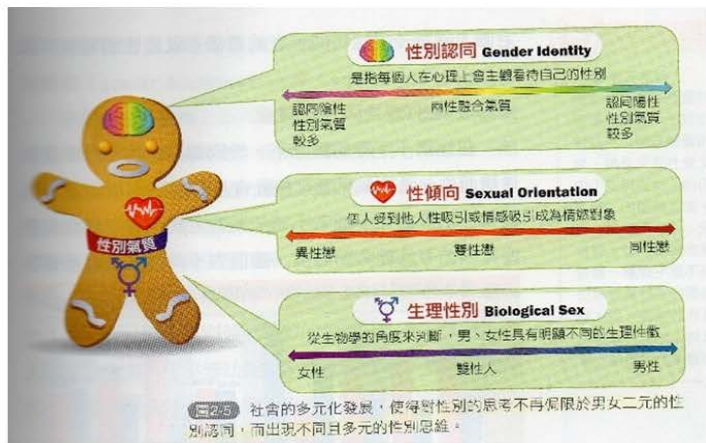 性別認同 Gender Identity
是指每個人在心理上會主觀看待自己的性別
認同陰性
性別氣質
較多
兩性融合氣質
認同陽性
性別氣質
較多
性傾向 Sexual Orientation
個人受到他人性吸引或情感吸引成為情慾對象
異性戀
雙性戀
同性戀
性別氣質
生理性別 Biological Sex
從生物學的角度來判斷，男、女性具有明顯不同的生理性徵
女性
雙性人
男性
圖2-5 社會的多元化發展，使得對性別的思考不再侷限於男女二元的性
別認同，而出現不同且多元的性別思維。